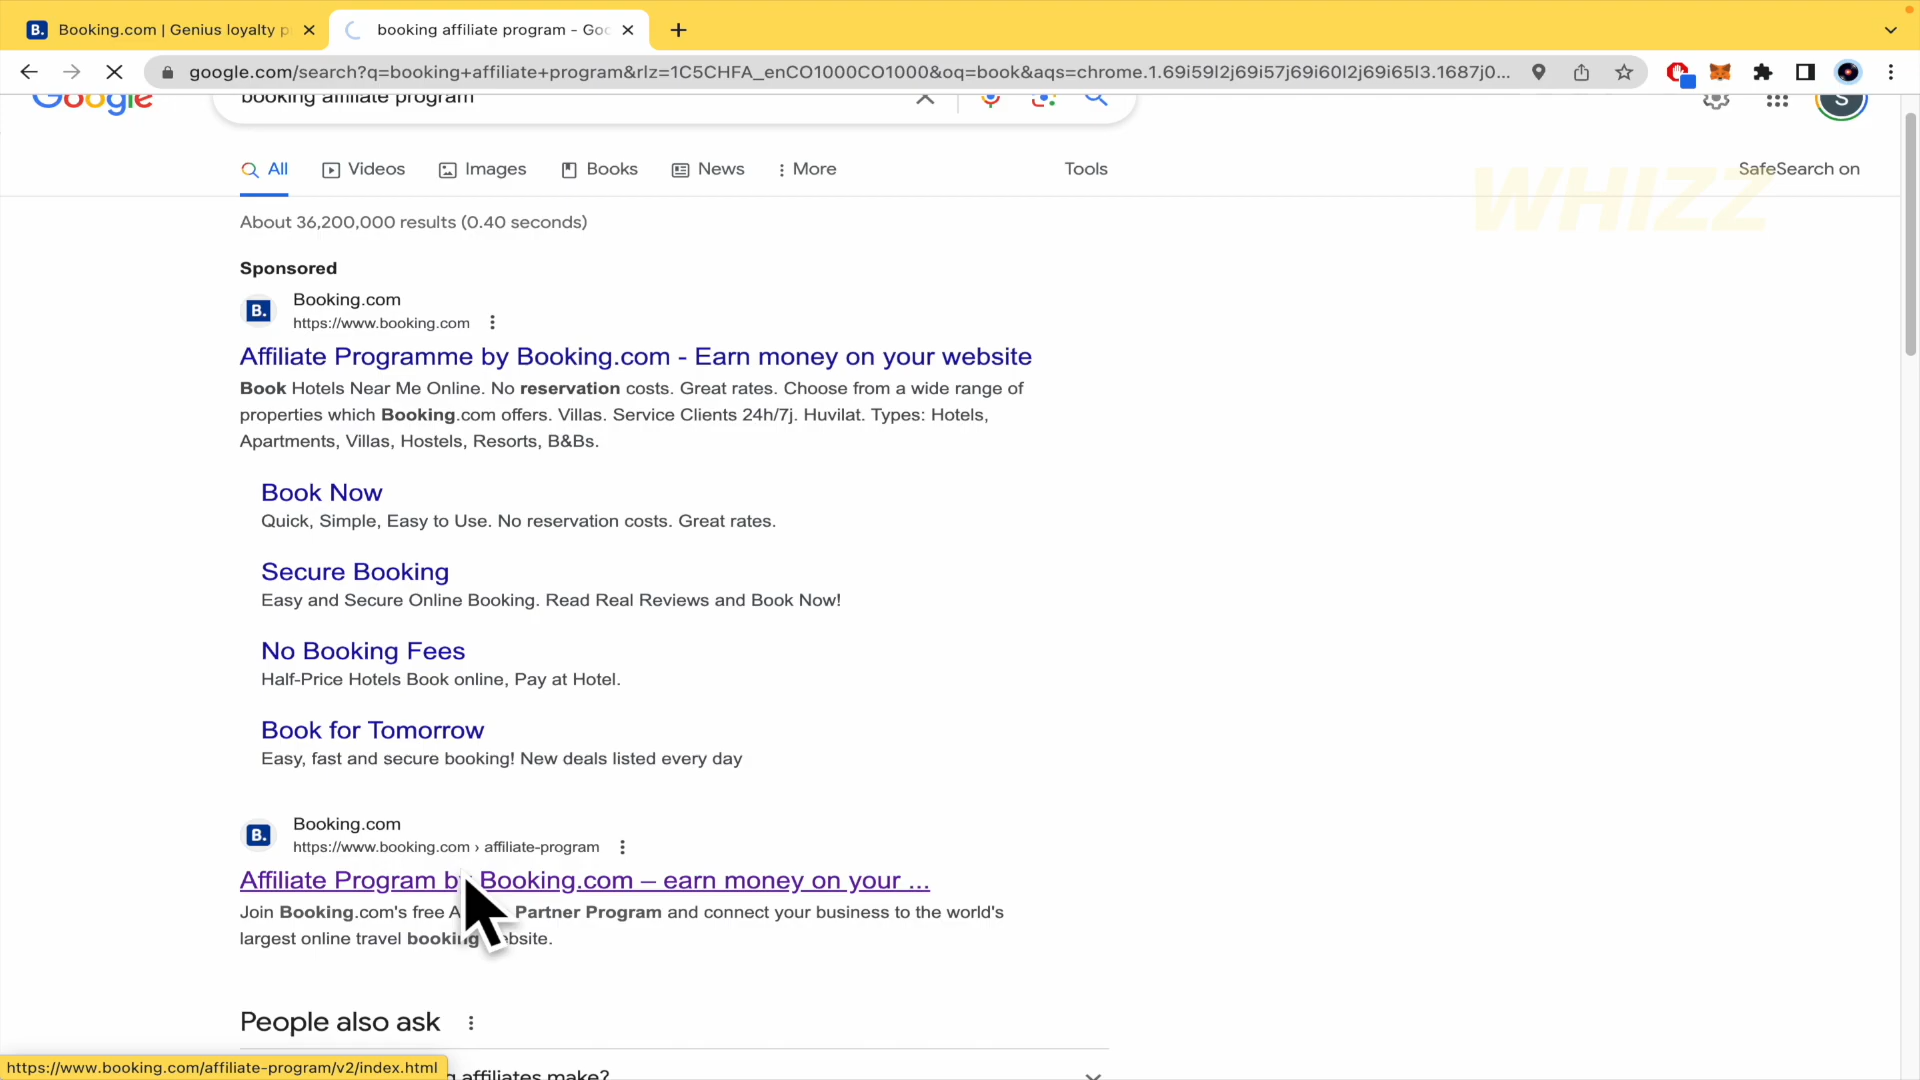 Booking.com | Genius loyalty p
booking affiliate program - Goo
google.com/search?q=booking+affiliate+program&rlz=1C5CHFA_enCO1000CO1000&oq=book&aqs=chrome.1.69i59l2j69i57j69i60l2j69i65l3.1687j0...
Google
booking affiliate program
S
All
Videos
Images
Books
News
More
Tools
SafeSearch on
WHIZZ
About 36,200,000 results (0.40 seconds)
Sponsored
B.
Booking.com
https://www.booking.com
Affiliate Programme by Booking.com - Earn money on your website
Book Hotels Near Me Online. No reservation costs. Great rates. Choose from a wide range of
properties which Booking.com offers. Villas. Service Clients 24h/7j. Huvilat. Types: Hotels,
Apartments, Villas, Hostels, Resorts, B&Bs.
Book Now
Quick, Simple, Easy to Use. No reservation costs. Great rates.
Secure Booking
Easy and Secure Online Booking. Read Real Reviews and Book Now!
No Booking Fees
Half-Price Hotels Book online, Pay at Hotel.
Book for Tomorrow
Easy, fast and secure booking! New deals listed every day
B.
Booking.com
https://www.booking.com › affiliate-program
Affiliate Program by Booking.com – earn money on your ...
Join Booking.com's free Partner Program and connect your business to the world's
largest online travel booking website.
People also ask
https://www.booking.com/affiliate-program/v2/index.html
affiliates make?